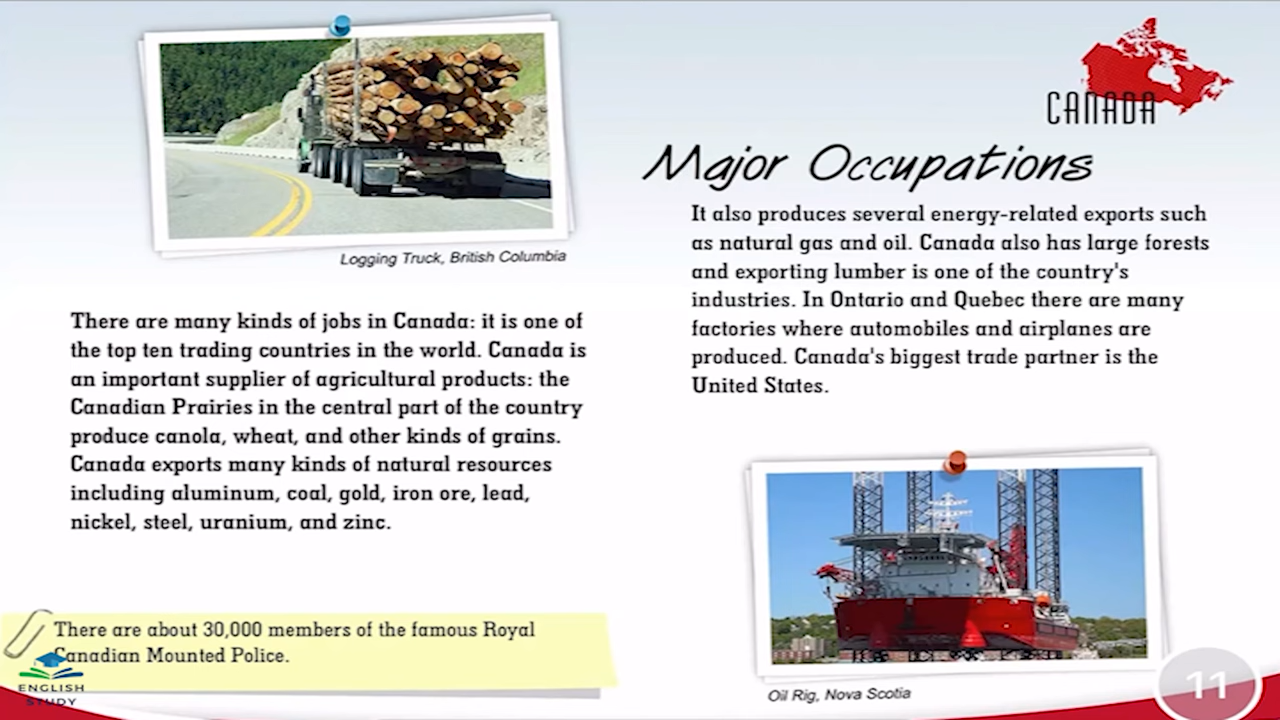 CANADA
Major Occupations
Logging Truck, British Columbia
There are many kinds of jobs in Canada: it is one of
the top ten trading countries in the world. Canada is
an important supplier of agricultural products: the
Canadian Prairies in the central part of the country
produce canola, wheat, and other kinds of grains.
Canada exports many kinds of natural resources
including aluminum, coal, gold, iron ore, lead,
nickel, steel, uranium, and zinc.
There are about 30,000 members of the famous Royal
Canadian Mounted Police.
ENGLISH
STUDY
It also produces several energy-related exports such
as natural gas and oil. Canada also has large forests
and exporting lumber is one of the country's
industries. In Ontario and Quebec there are many
factories where automobiles and airplanes are
produced. Canada's biggest trade partner is the
United States.
Oil Rig, Nova Scotia
11